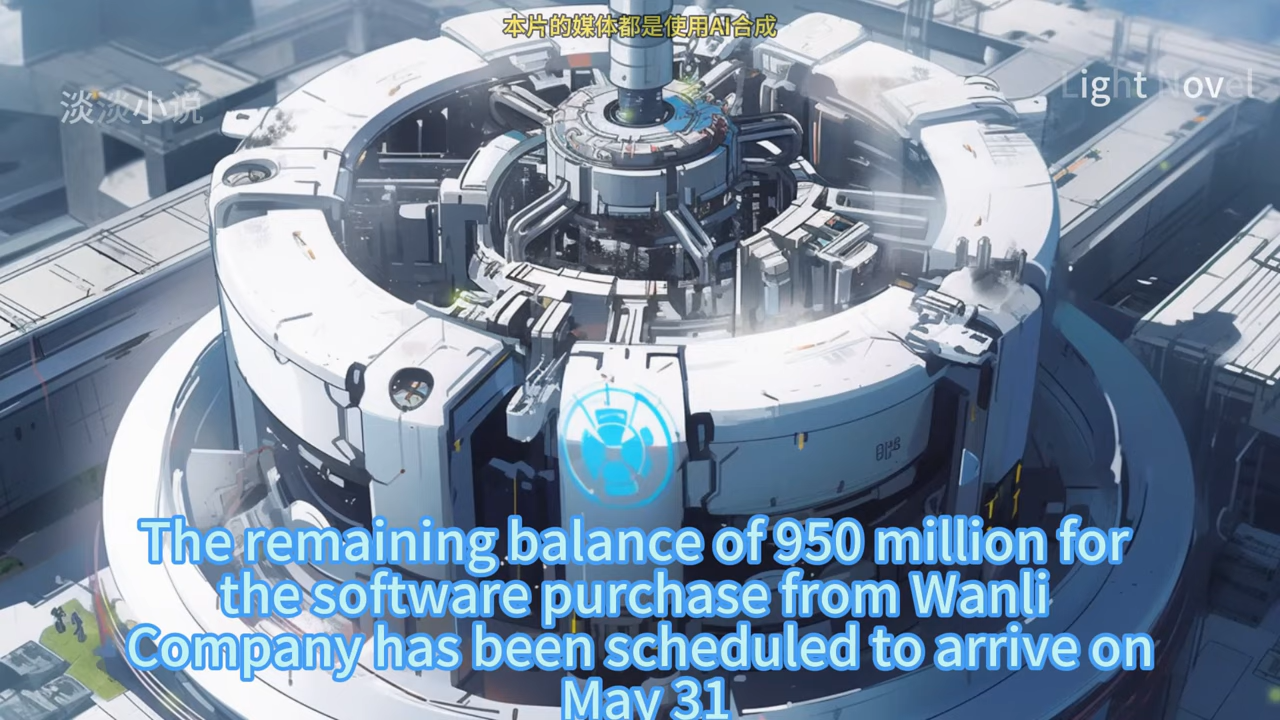 本片的媒体都是使用AI合成
淡淡小说
Light Novel
The remaining balance of 950 million for
the software purchase from Wanli
Company has been scheduled to arrive on
May 31